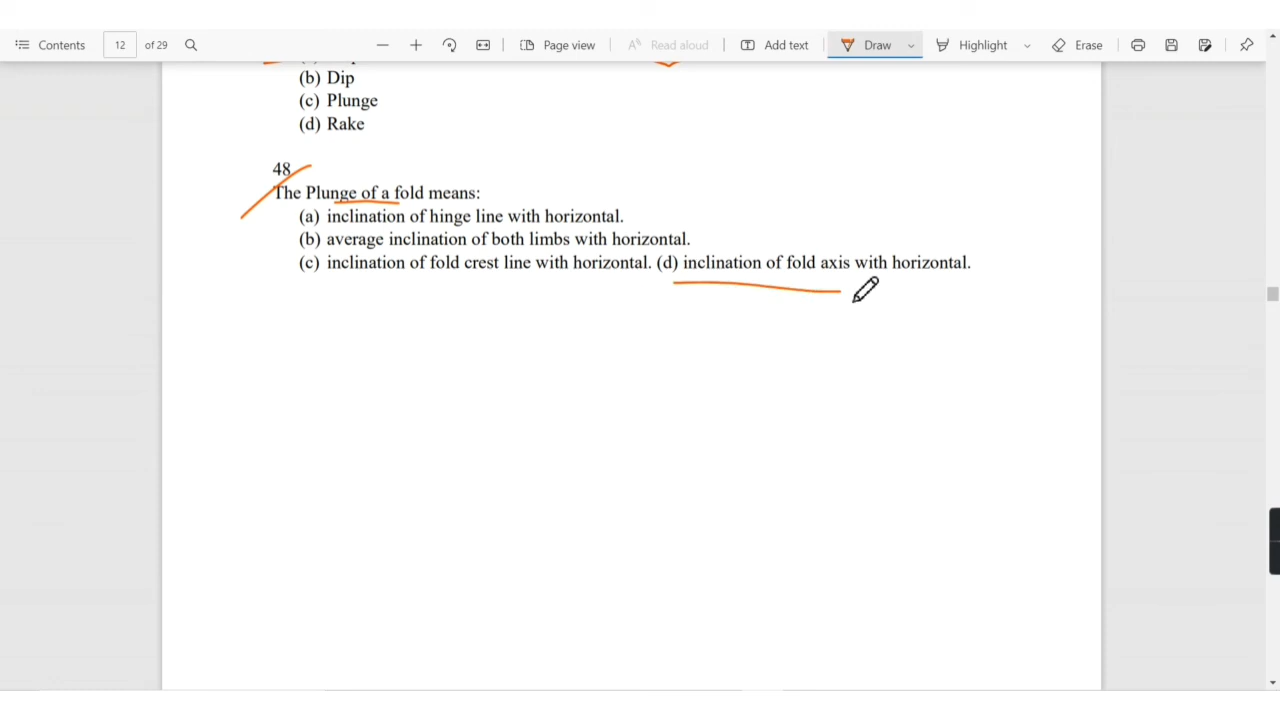 Contents 12 of 29 Page view Read aloud Add text Draw Highlight Erase
(b) Dip
(c) Plunge
(d) Rake
48
The Plunge of a fold means:
(a) inclination of hinge line with horizontal.
(b) average inclination of both limbs with horizontal.
(c) inclination of fold crest line with horizontal. (d) inclination of fold axis with horizontal.